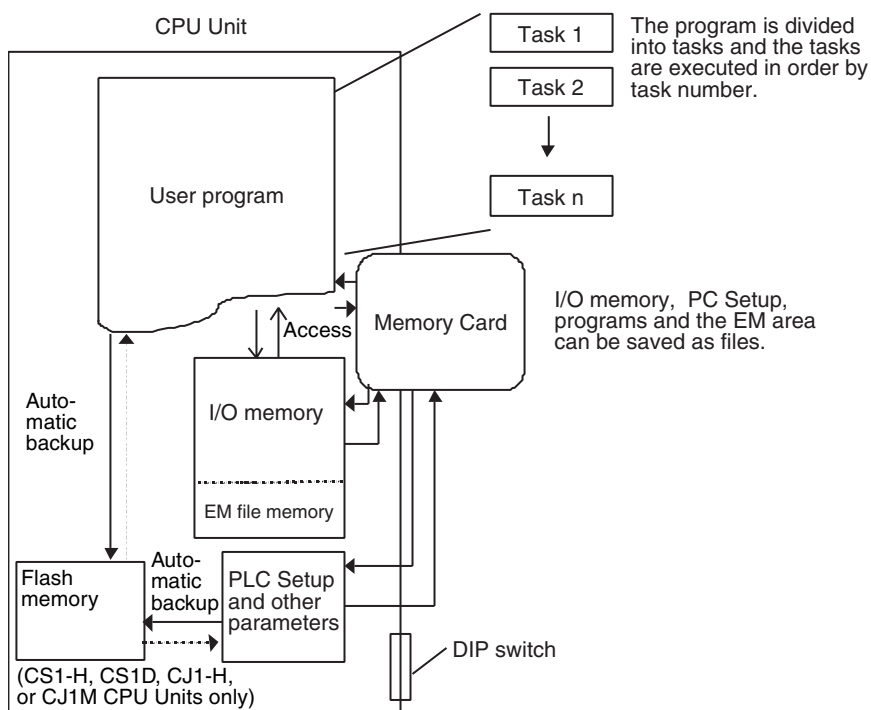 CPU Unit
Task 1
Task 2
Task n
The program is divided
into tasks and the tasks
are executed in order by
task number.
User program
Memory Card
I/O memory, PC Setup,
programs and the EM area
can be saved as files.
Access
I/O memory
EM file memory
Auto-
matic
backup
Flash
memory
Auto-
matic
backup
PLC Setup
and other
parameters
DIP switch
(CS1-H, CS1D, CJ1-H,
or CJ1M CPU Units only)